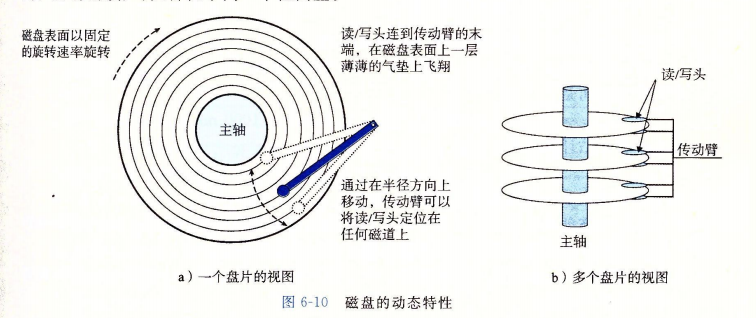 磁盘表面以固定
的旋转速率旋转
读/写头连到传动臂的末
端，在磁盘表面上一层
薄薄的气垫上飞翔
主轴
通过在半径方向上
移动，传动臂可以
将读/写头定位在
任何磁道上
读/写头
传动臂
主轴
a）一个盘片的视图
b）多个盘片的视图
图 6-10 磁盘的动态特性